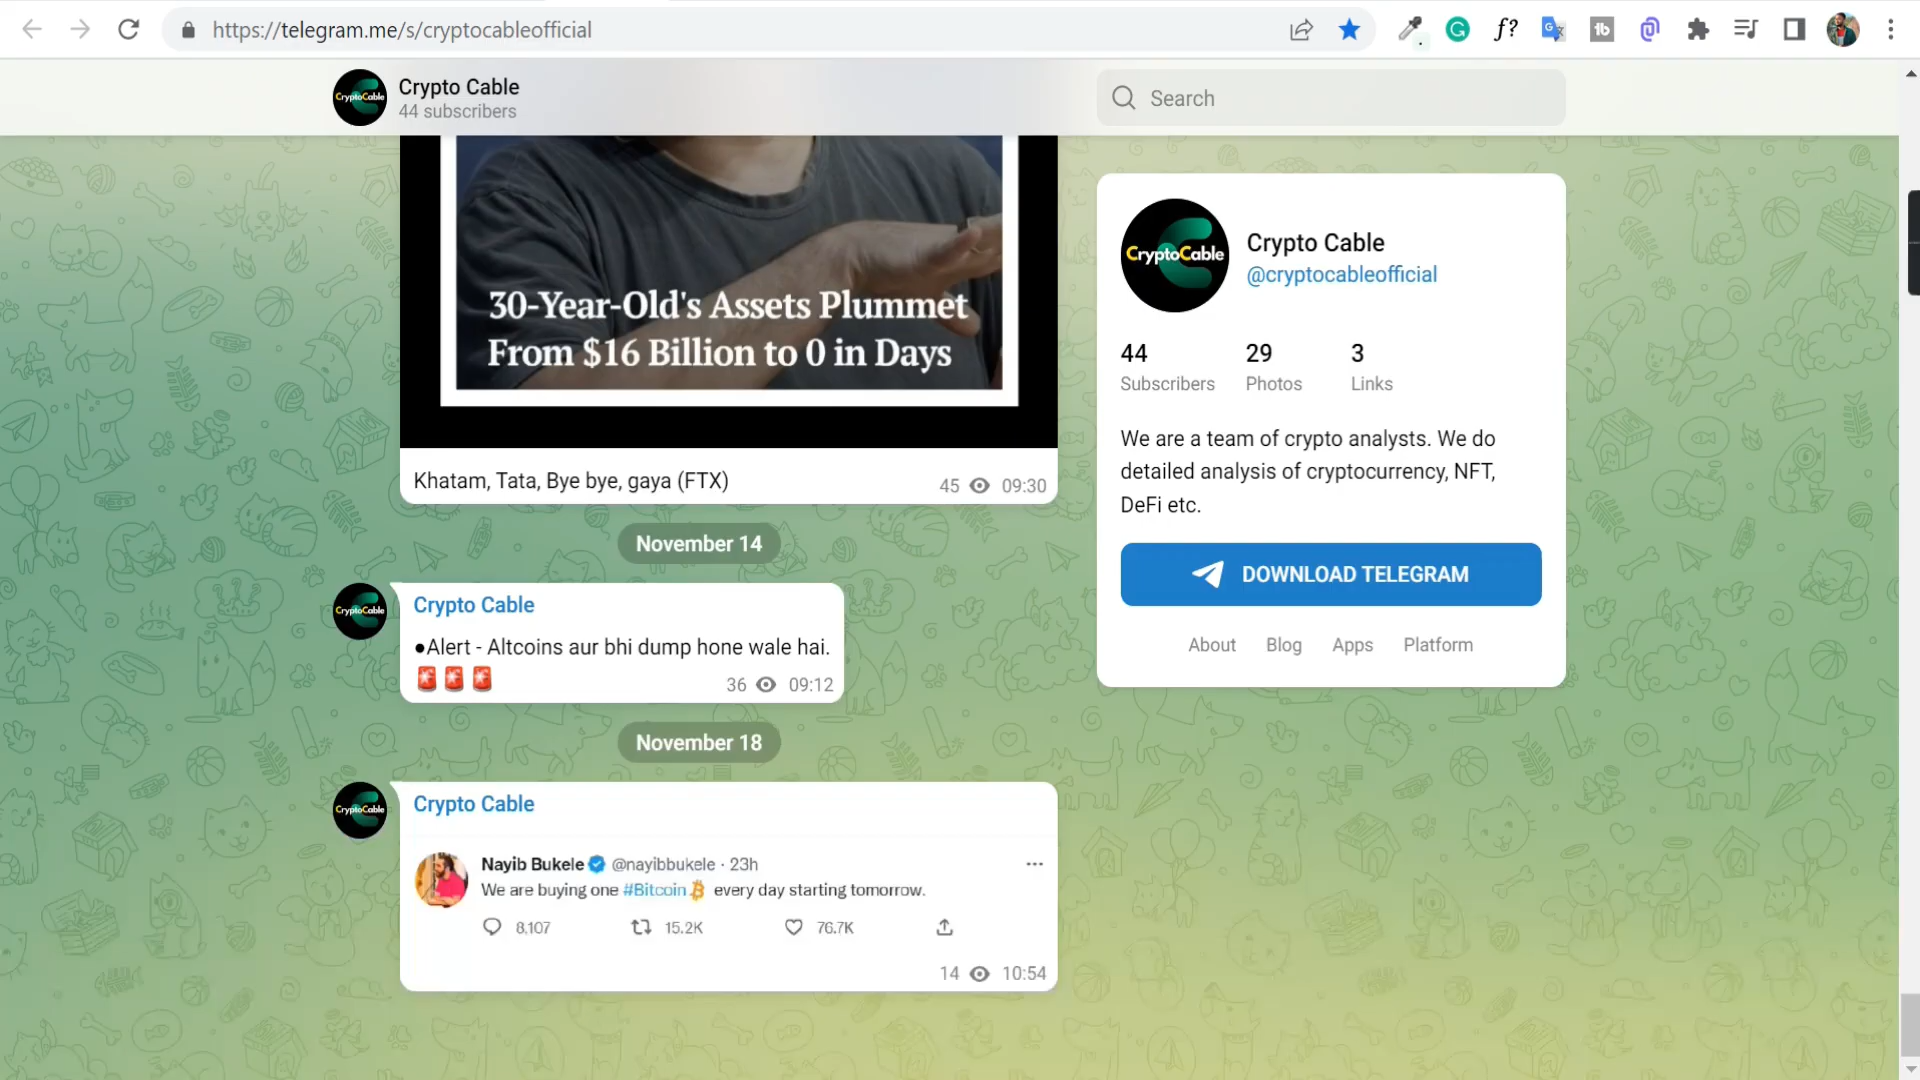 https://telegram.me/s/cryptocableofficial
CryptoCable
Crypto Cable
44 subscribers
Search
30-Year-Old's Assets Plummet
From $16 Billion to 0 in Days
Khatam, Tata, Bye bye, gaya (FTX)
45 09:30
November 14
CryptoCable
Crypto Cable
●Alert - Altcoins aur bhi dump hone wale hai.
🚨🚨🚨
36 09:12
November 18
CryptoCable
Crypto Cable
Nayib Bukele @nayibbukele · 23h
We are buying one #Bitcoin every day starting tomorrow.
8,107 15.2K 76.7K
14 10:54
CryptoCable
Crypto Cable
@cryptocableofficial
44 29 3
Subscribers Photos Links
We are a team of crypto analysts. We do
detailed analysis of cryptocurrency, NFT,
DeFi etc.
DOWNLOAD TELEGRAM
About Blog Apps Platform